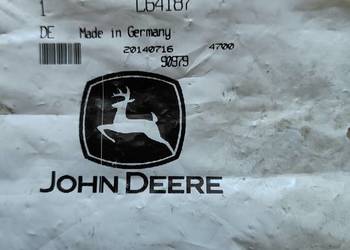 1 L64187
DE Made in Germany
20140716 4700
90979
JOHN DEERE